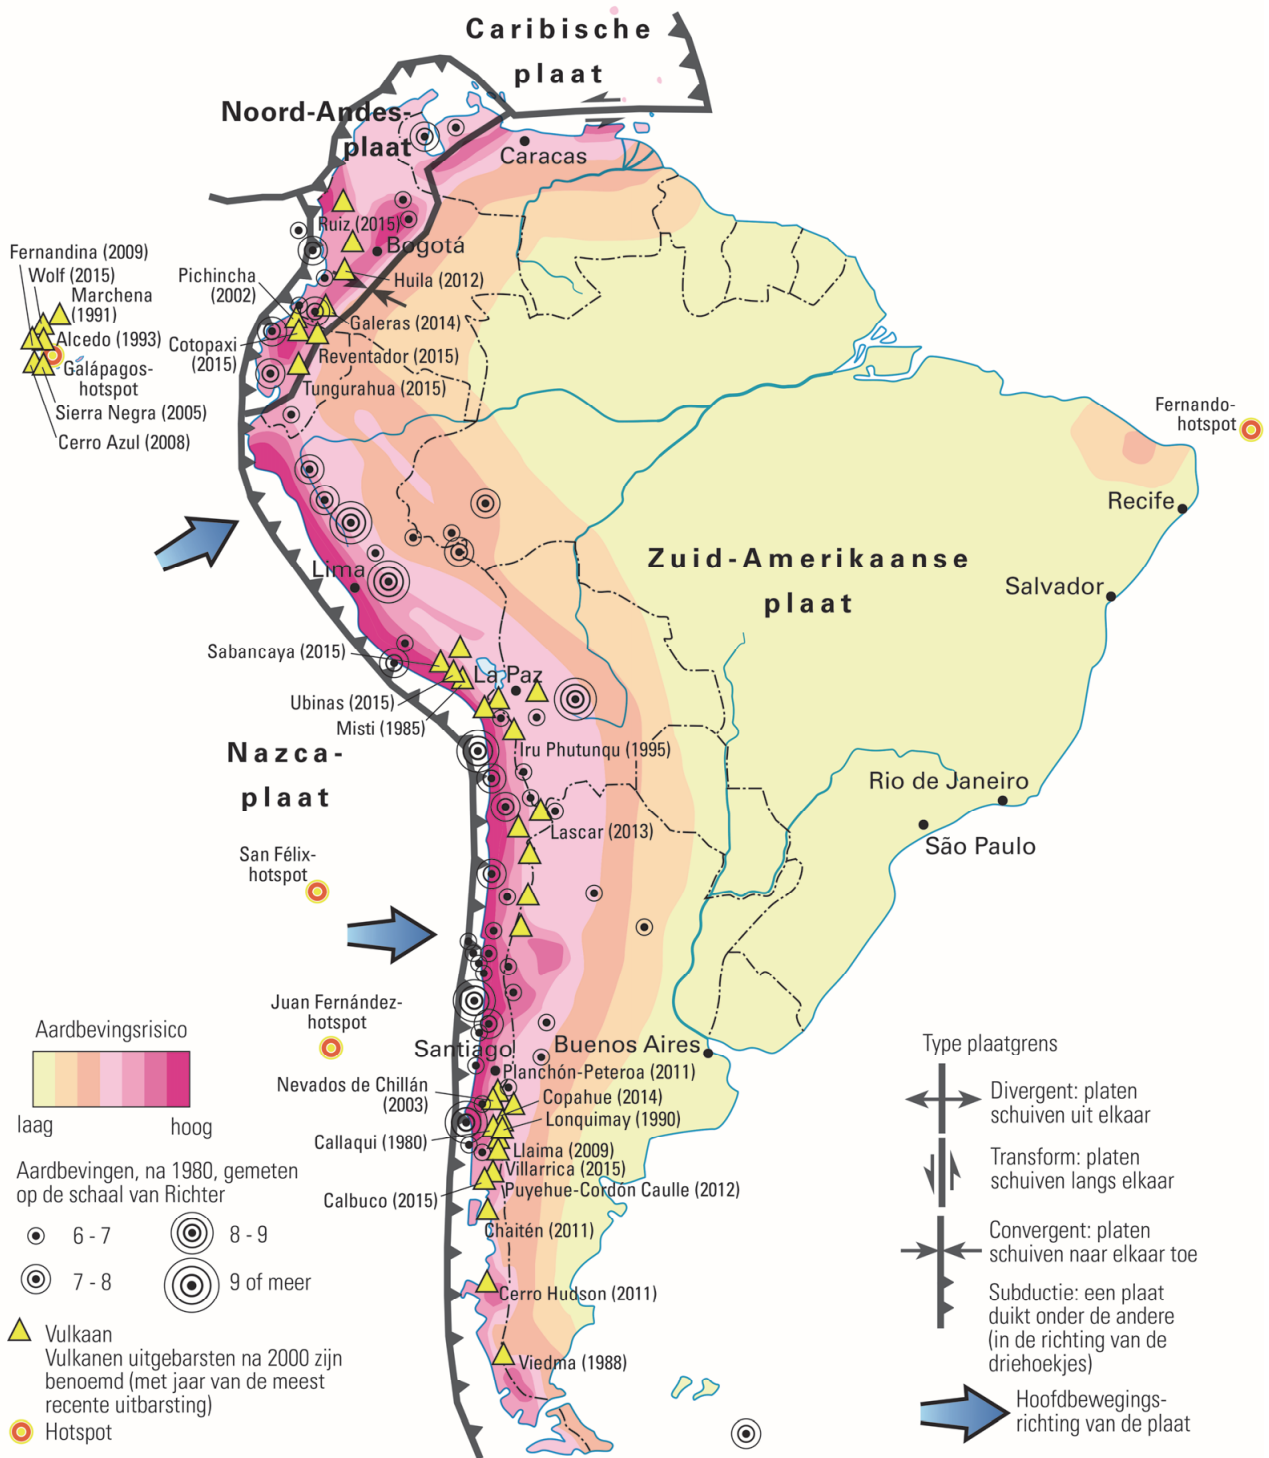 Caribische
plaat
Noord-Andes-
plaat
Caracas
Ruiz (2015)
Bogotá
Fernandina (2009)
Wolf (2015)
Marchena
(1991)
Pichincha
(2002)
Huila (2012)
Galeras (2014)
Alcedo (1993)
Cotopaxi
(2015)
Reventador (2015)
Galápagos-
hotspot
Tungurahua (2015)
Sierra Negra (2005)
Cerro Azul (2008)
Fernando-
hotspot
Recife
Zuid-Amerikaanse
plaat
Lima
Salvador
Sabancaya (2015)
La Paz
Ubinas (2015)
Misti (1985)
Iru Phutunqu (1995)
Nazca-
plaat
Rio de Janeiro
Lascar (2013)
São Paulo
San Félix-
hotspot
Juan Fernández-
hotspot
Santiago
Buenos Aires
Planchón-Peteroa (2011)
Nevados de Chillán
(2003)
Copahue (2014)
Lonquimay (1990)
Callaqui (1980)
Llaima (2009)
Villarrica (2015)
Calbuco (2015)
Puyehue-Cordón Caulle (2012)
Chaitén (2011)
Cerro Hudson (2011)
Viedma (1988)
Aardbevingsrisico
laag
hoog
Aardbevingen, na 1980, gemeten
op de schaal van Richter
6 - 7
8 - 9
7 - 8
9 of meer
Vulkaan
Vulkanen uitgebarsten na 2000 zijn
benoemd (met jaar van de meest
recente uitbarsting)
Hotspot
Type plaatgrens
Divergent: platen
schuiven uit elkaar
Transform: platen
schuiven langs elkaar
Convergent: platen
schuiven naar elkaar toe
Subductie: een plaat
duikt onder de andere
(in de richting van de
driehoekjes)
Hoofdbewegings-
richting van de plaat